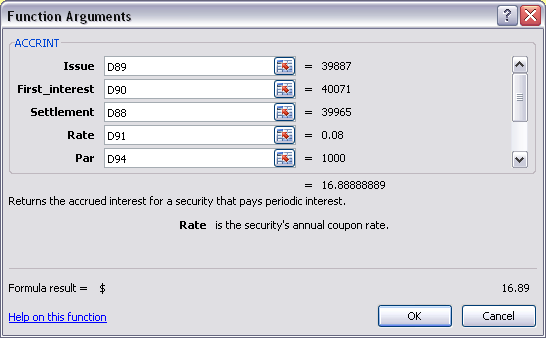 Function Arguments
ACCRINT
Issue D89 = 39887
First_interest D90 = 40071
Settlement D88 = 39965
Rate D91 = 0.08
Par D94 = 1000
= 16.88888889
Returns the accrued interest for a security that pays periodic interest.
Rate is the security's annual coupon rate.
Formula result = $ 16.89
Help on this function OK Cancel